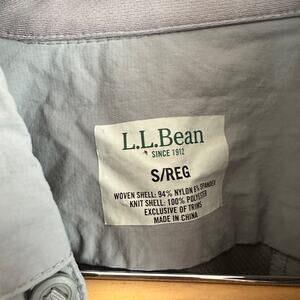 L.L.Bean
SINCE 1912
S/REG
WOVEN SHELL: 94% NYLON 6% SPANDEX
KNIT SHELL: 100% POLYESTER
EXCLUSIVE OF TRIMS
MADE IN CHINA